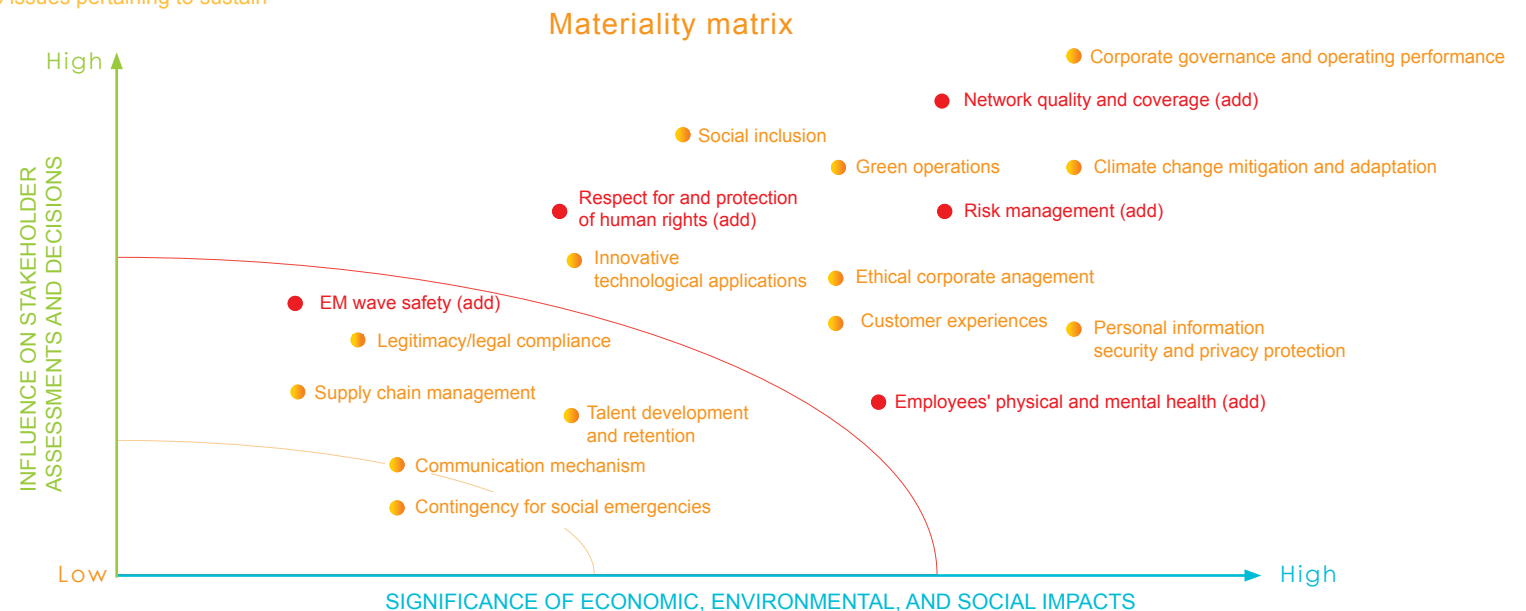 issues pertaining to sustain
Materiality matrix
High
Corporate governance and operating performance
Network quality and coverage (add)
Social inclusion
Green operations
Climate change mitigation and adaptation
Respect for and protection
of human rights (add)
Risk management (add)
Innovative
technological applications
Ethical corporate anagement
EM wave safety (add)
Customer experiences
Personal information
security and privacy protection
Legitimacy/legal compliance
Supply chain management
Employees' physical and mental health (add)
Talent development
and retention
Communication mechanism
Contingency for social emergencies
INFLUENCE ON STAKEHOLDER
ASSESSMENTS AND DECISIONS
Low
High
SIGNIFICANCE OF ECONOMIC, ENVIRONMENTAL, AND SOCIAL IMPACTS